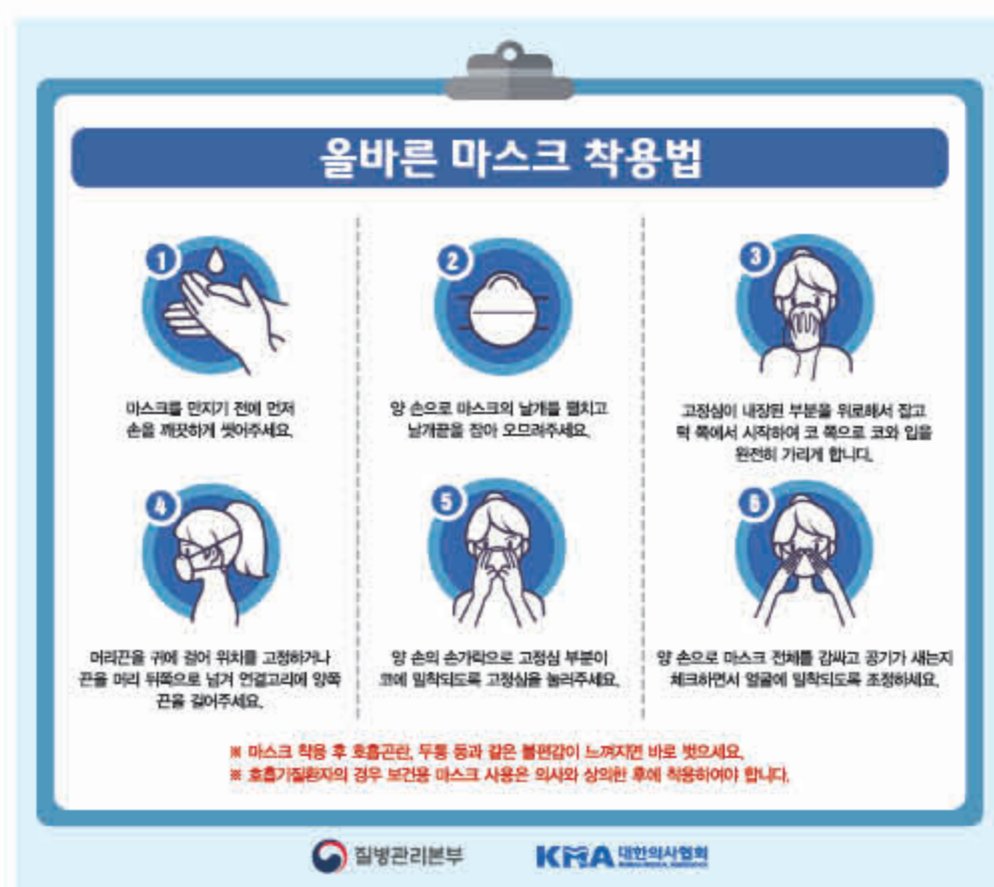 올바른 마스크 착용법
1
마스크를 만지기 전에 먼저
손을 깨끗하게 씻어주세요.
2
양 손으로 마스크의 날개를 펼치고
날개끝을 잡아 오므려주세요.
3
고정심이 내장된 부분을 위로해서 잡고
턱 쪽에서 시작하여 코 쪽으로 코와 입을
완전히 가리게 합니다.
4
머리끈을 귀에 걸어 위치를 고정하거나
끈을 머리 뒤쪽으로 넘겨 연결고리에 양쪽
끈을 걸어주세요.
5
양 손의 손가락으로 고정심 부분이
코에 밀착되도록 고정심을 눌러주세요.
6
양 손으로 마스크 전체를 감싸고 공기가 새는지
체크하면서 얼굴에 밀착되도록 조정하세요.
※ 마스크 착용 후 호흡곤란, 두통 등과 같은 불편감이 느껴지면 바로 벗으세요.
※ 호흡기질환자의 경우 보건용 마스크 사용은 의사와 상의한 후에 착용하여야 합니다.
질병관리본부
KMA 대한의사협회